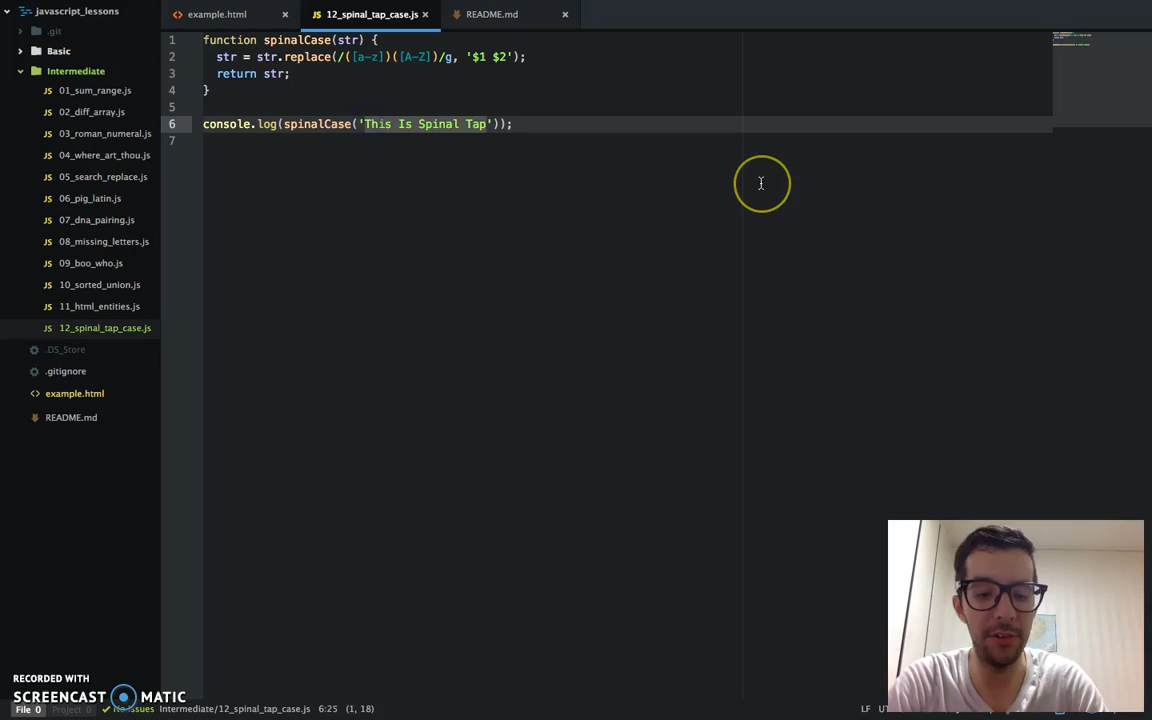 javascript_lessons
.git
Basic
Intermediate
01_sum_range.js
02_diff_array.js
03_roman_numeral.js
04_where_art_thou.js
05_search_replace.js
06_pig_latin.js
07_dna_pairing.js
08_missing_letters.js
09_boo_who.js
10_sorted_union.js
11_html_entities.js
12_spinal_tap_case.js
.DS_Store
.gitignore
example.html
README.md
example.html
12_spinal_tap_case.js
README.md
1 function spinalCase(str) {
2 str = str.replace(/([a-z])([A-Z])/g, '$1 $2');
3 return str;
4 }
5
6 console.log(spinalCase('This Is Spinal Tap'));
7
RECORDED WITH
SCREENCAST MATIC
File 0 Project 0 No Issues Intermediate/12_spinal_tap_case.js 6:25 (1, 18) LF